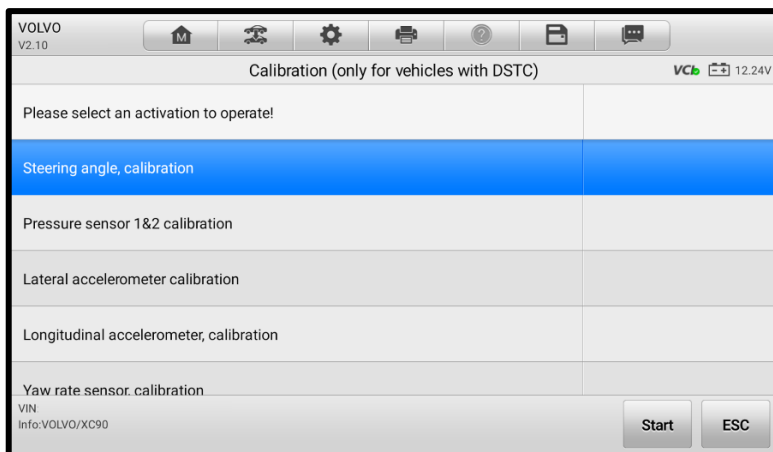 VOLVO
V2.10
M
Calibration (only for vehicles with DSTC)
VCb 12.24V
Please select an activation to operate!
Steering angle, calibration
Pressure sensor 1&2 calibration
Lateral accelerometer calibration
Longitudinal accelerometer, calibration
Yaw rate sensor, calibration
VIN
Info:VOLVO/XC90
Start
ESC